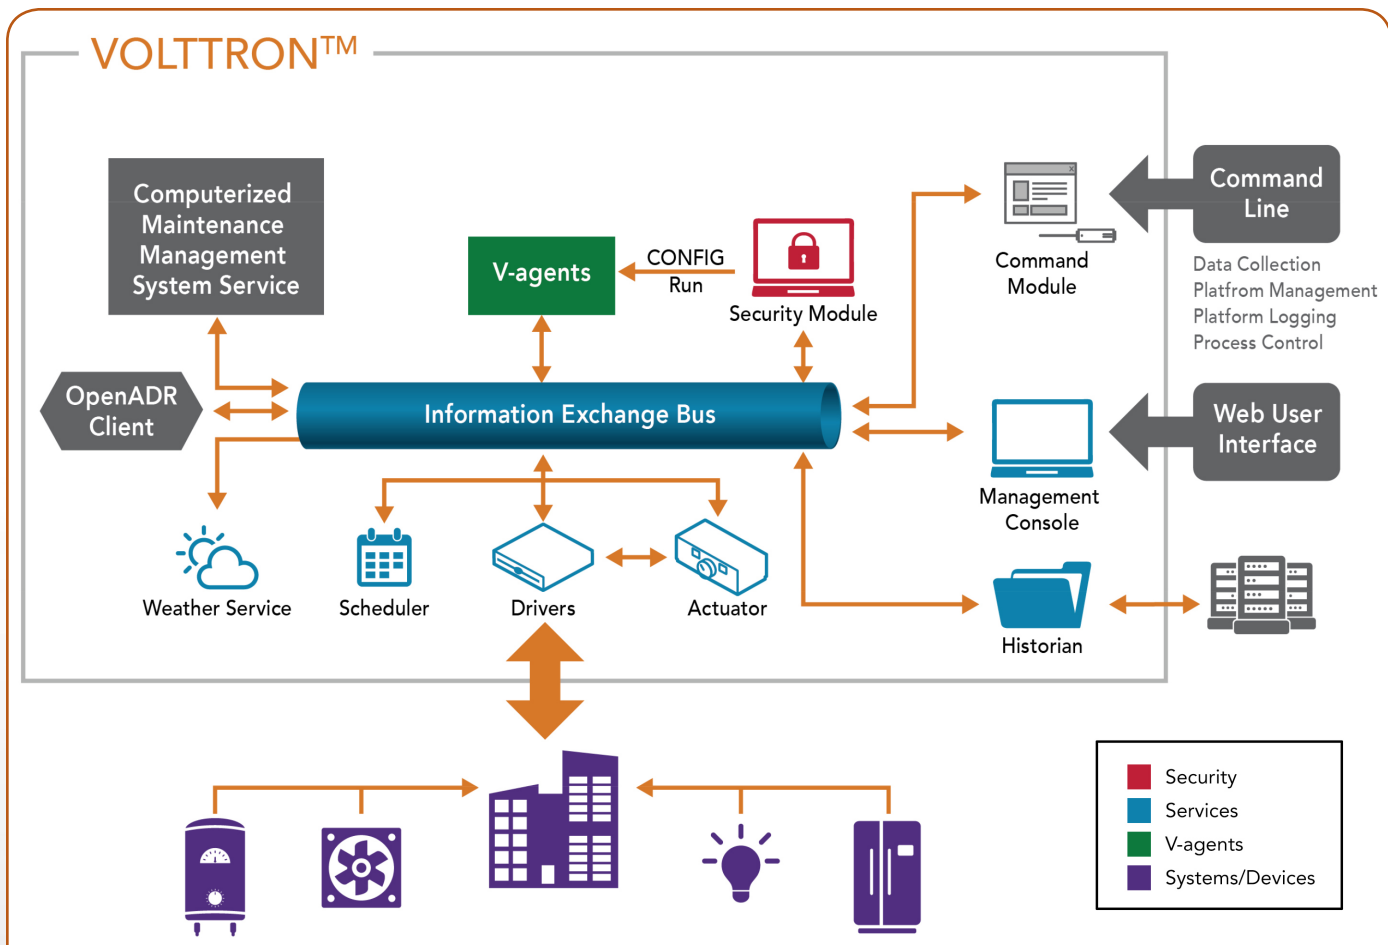 VOLTTRON™
Computerized
Maintenance
Management
System Service
V-agents
CONFIG
Run
Security Module
Command
Module
Command
Line
Data Collection
Platfrom Management
Platform Logging
Process Control
OpenADR
Client
Information Exchange Bus
Management
Console
Web User
Interface
Weather Service
Scheduler
Drivers
Actuator
Historian
Security
Services
V-agents
Systems/Devices